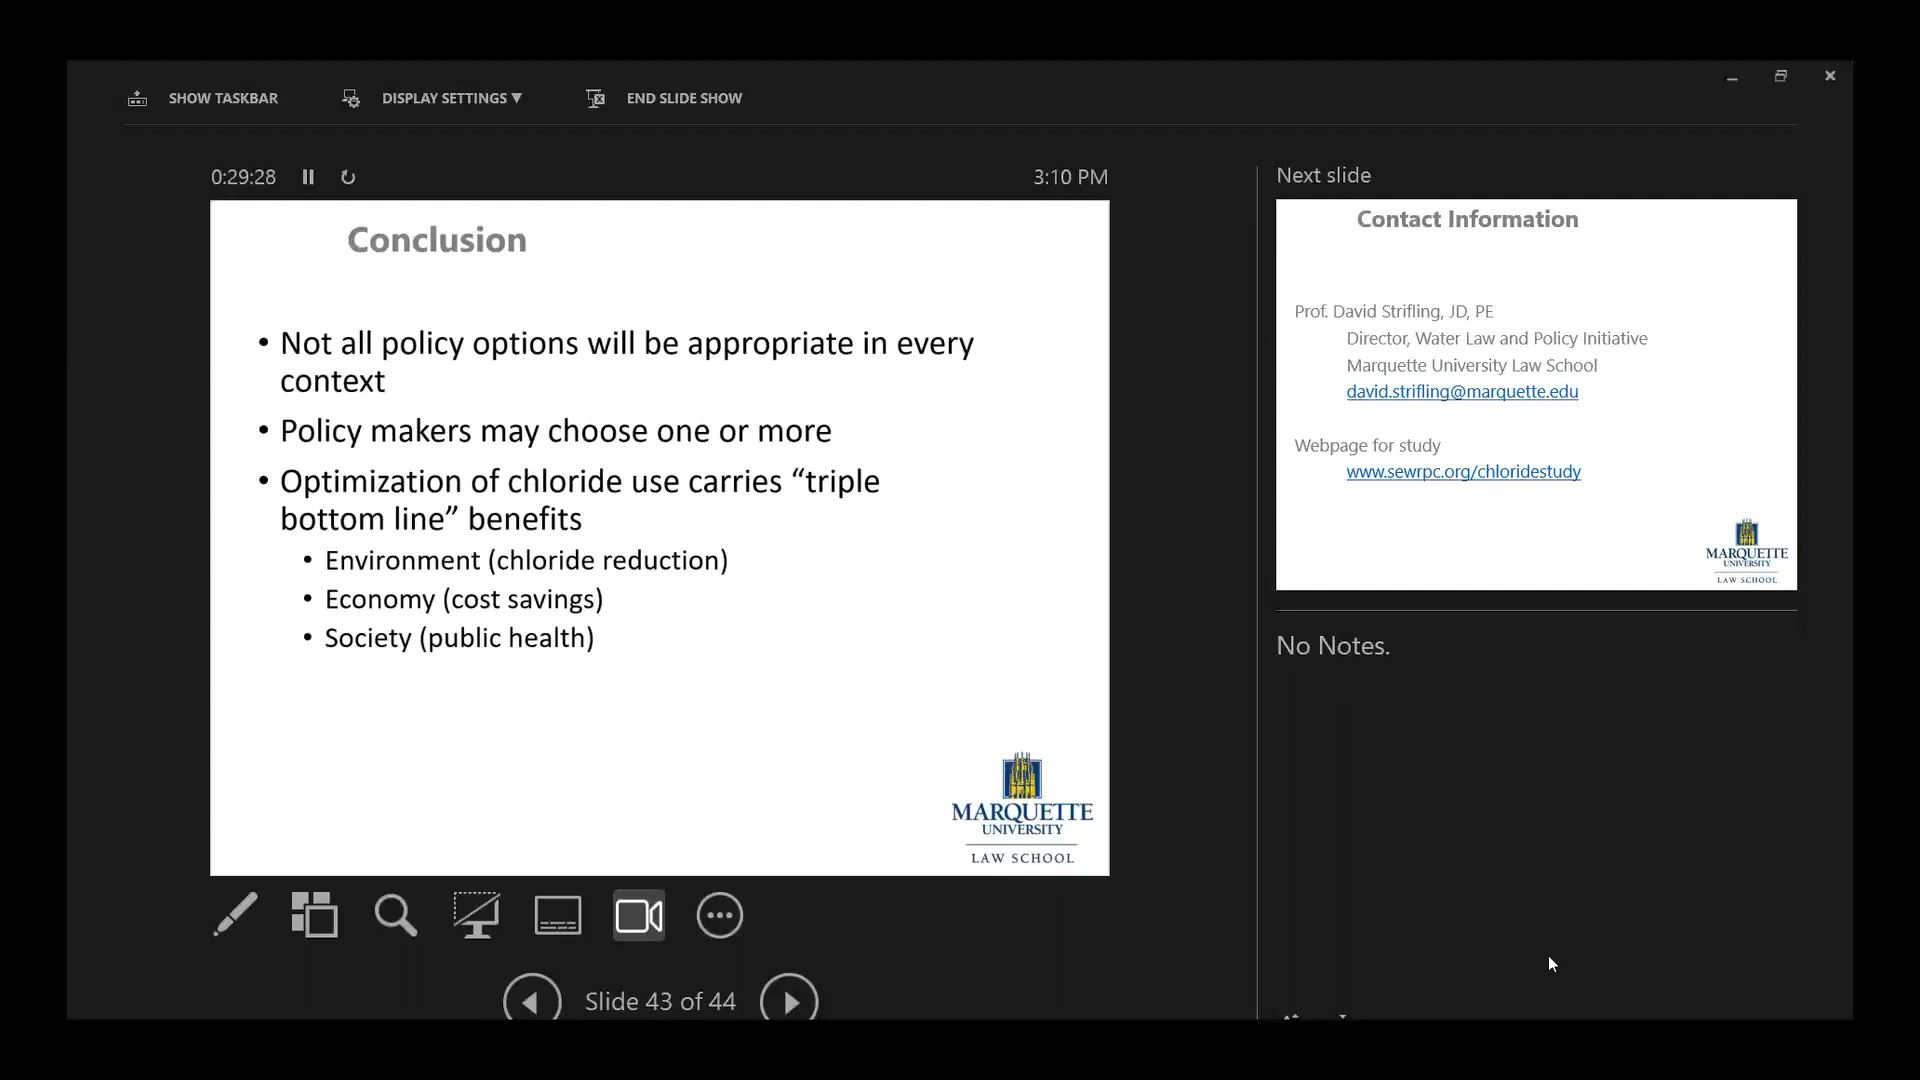 SHOW TASKBAR
DISPLAY SETTINGS ▼
END SLIDE SHOW
0:29:28
3:10 PM
Conclusion
• Not all policy options will be appropriate in every
context
• Policy makers may choose one or more
• Optimization of chloride use carries “triple
bottom line” benefits
• Environment (chloride reduction)
• Economy (cost savings)
• Society (public health)
MARQUETTE
UNIVERSITY
LAW SCHOOL
Slide 43 of 44
Next slide
Contact Information
Prof. David Strifling, JD, PE
Director, Water Law and Policy Initiative
Marquette University Law School
david.strifling@marquette.edu
Webpage for study
www.sewrpc.org/chloridestudy
MARQUETTE
UNIVERSITY
LAW SCHOOL
No Notes.